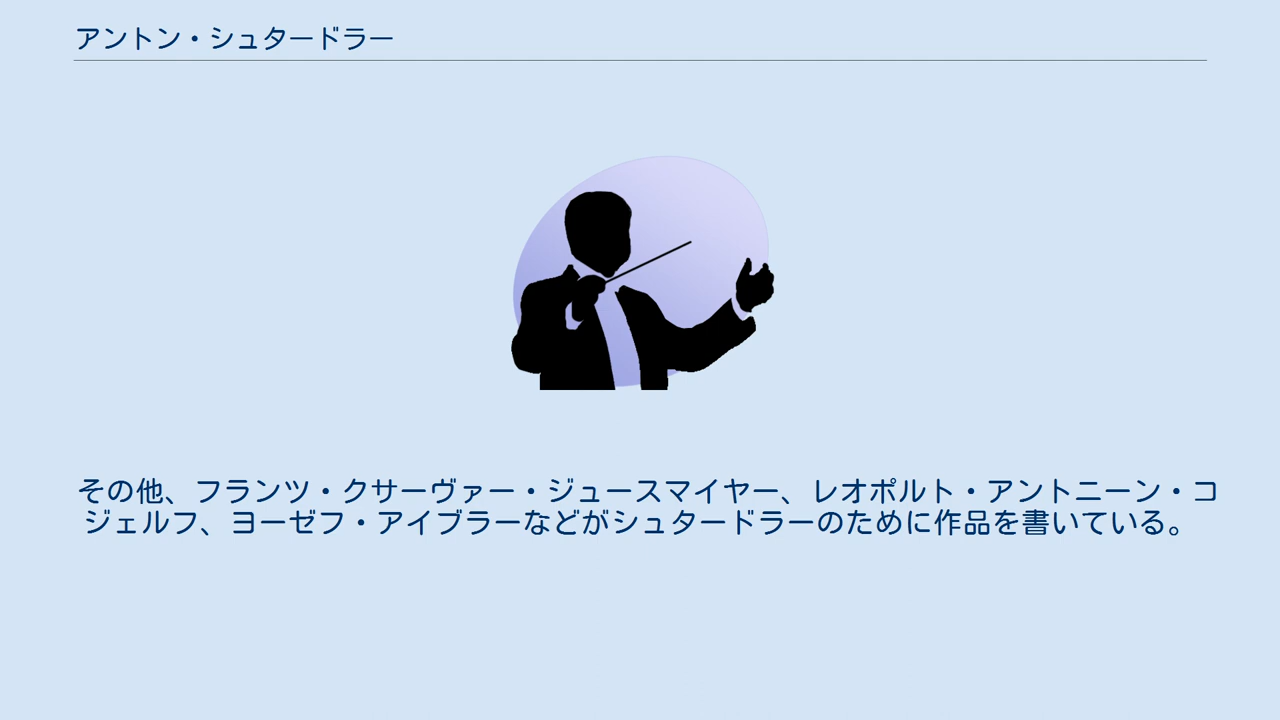 アントン・シュタードラー
その他、フランツ・クサーヴァー・ジュースマイヤー、レオポルト・アントニーン・コ
ジェルフ、ヨーゼフ・アイブラーなどがシュタードラーのために作品を書いている。